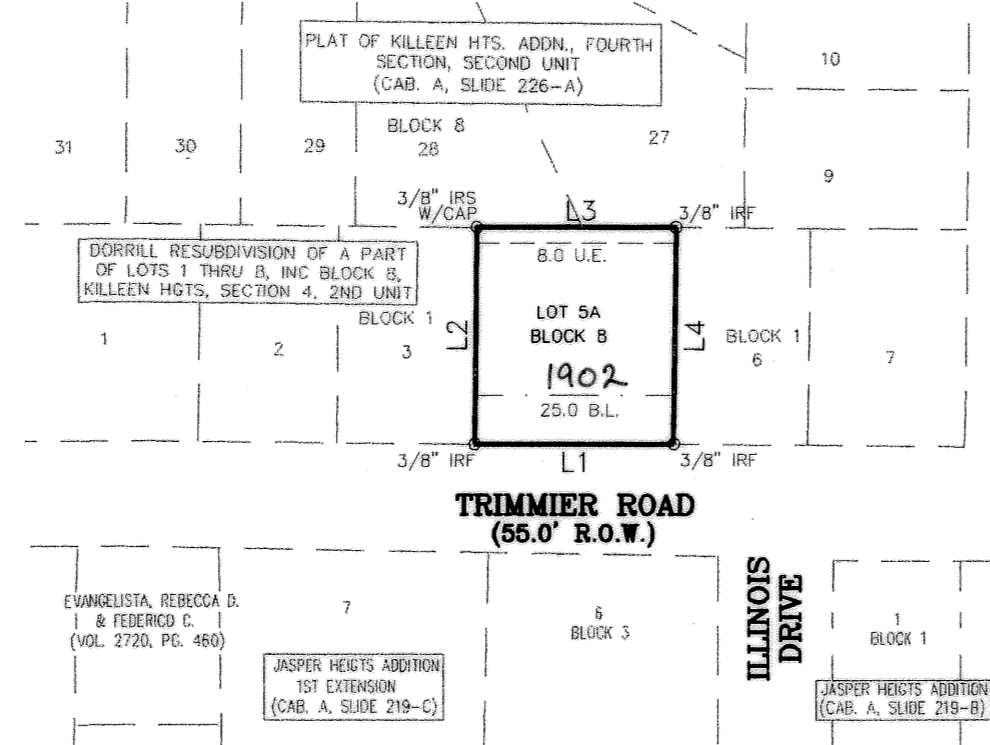 PLAT OF KILLEEN HTS. ADDN., FOURTH
SECTION, SECOND UNIT
(CAB. A, SLIDE 226-A)
10
BLOCK 8
31
30
29
28
27
9
3/8" IRS
W/CAP
L3
3/8" IRF
DORRILL RESUBDIVISION OF A PART
OF LOTS 1 THRU 8, INC BLOCK 8,
KILLEEN HGTS, SECTION 4, 2ND UNIT
8.0 U.E.
BLOCK 1
1
2
3
L2
LOT 5A
BLOCK 8
1902
25.0 B.L.
L4
BLOCK 1
6
7
3/8" IRF
L1
3/8" IRF
TRIMMIER ROAD
(55.0' R.O.W.)
ILLINOIS
DRIVE
EVANGELISTA, REBECCA D.
& FEDERICO C.
(VOL. 2720, PG. 460)
7
6
BLOCK 3
1
BLOCK 1
JASPER HEIGTS ADDITION
1ST EXTENSION
(CAB. A, SLIDE 219-C)
JASPER HEIGTS ADDITION
(CAB. A, SLIDE 219-B)